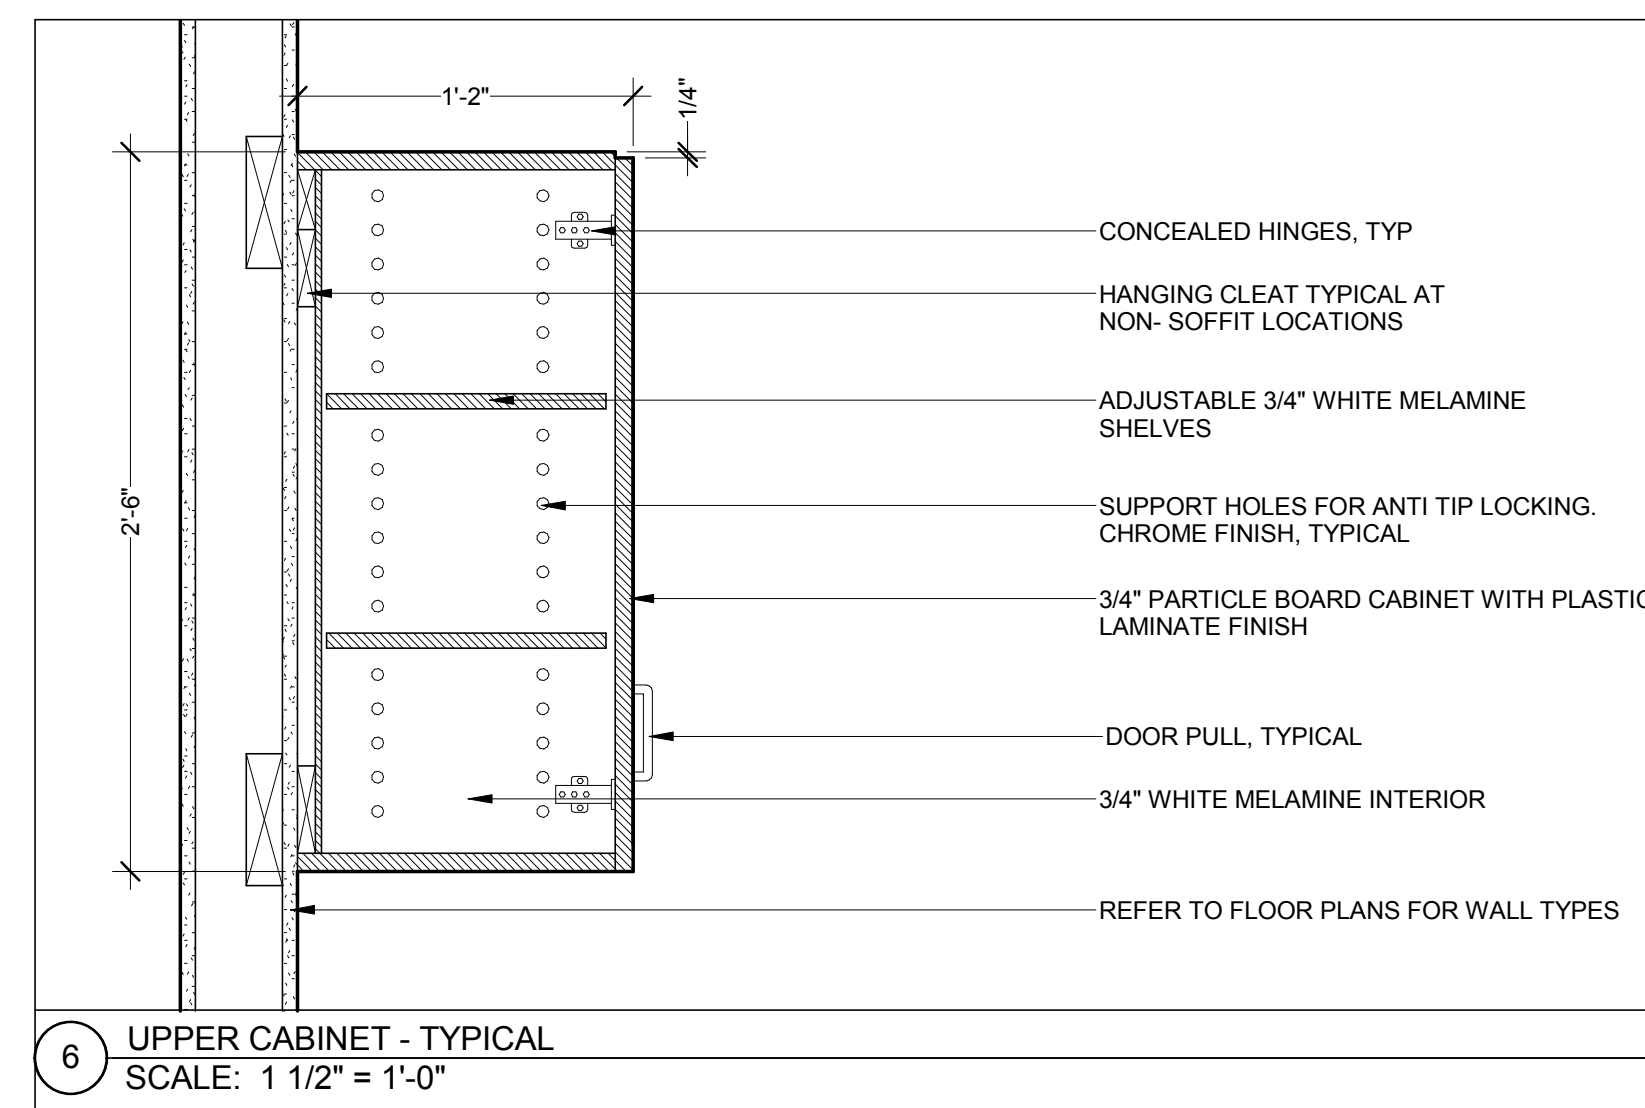 1'-2"
1/4"
CONCEALED HINGES, TYP
HANGING CLEAT TYPICAL AT
NON- SOFFIT LOCATIONS
ADJUSTABLE 3/4" WHITE MELAMINE
SHELVES
2'-6"
SUPPORT HOLES FOR ANTI TIP LOCKING.
CHROME FINISH, TYPICAL
3/4" PARTICLE BOARD CABINET WITH PLASTIC
LAMINATE FINISH
DOOR PULL, TYPICAL
3/4" WHITE MELAMINE INTERIOR
REFER TO FLOOR PLANS FOR WALL TYPES
6
UPPER CABINET - TYPICAL
SCALE: 1 1/2" = 1'-0"